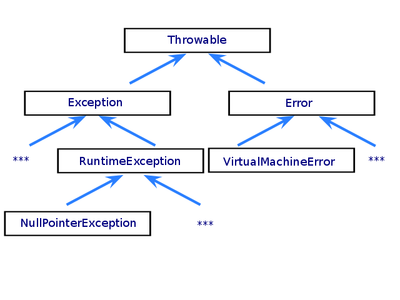 Throwable
Exception
Error
***
RuntimeException
VirtualMachineError
***
NullPointerException
***